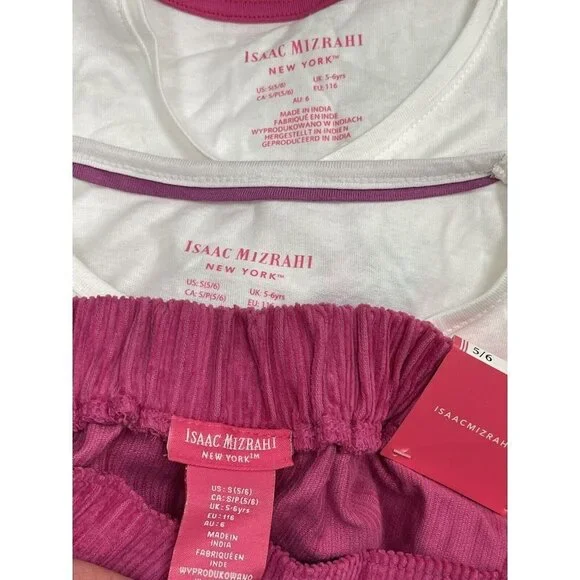 ISAAC MIZRAHI
NEW YORK™
US: S(5/6) UK: 5-6yrs
CA: S/P(5/6) EU: 116
AU: 6
MADE IN INDIA
FABRIQUÉ EN INDE
WYPRODUKOWANO W INDIACH
HERGESTELLT IN INDIEN
GEPRODUCEERD IN INDIA
ISAAC MIZRAHI
NEW YORK™
US: S(5/6) UK: 5-6yrs
CA: S/P(5/6) EU: 116
5/6
ISAACMIZRAHI
ISAAC MIZRAHI
NEW YORK™
US: S(5/6)
CA: S/P(5/6)
UK: 5-6yrs
EU: 116
AU: 6
MADE IN
INDIA
FABRIQUÉ EN
INDE
WYPRODUKOWANO